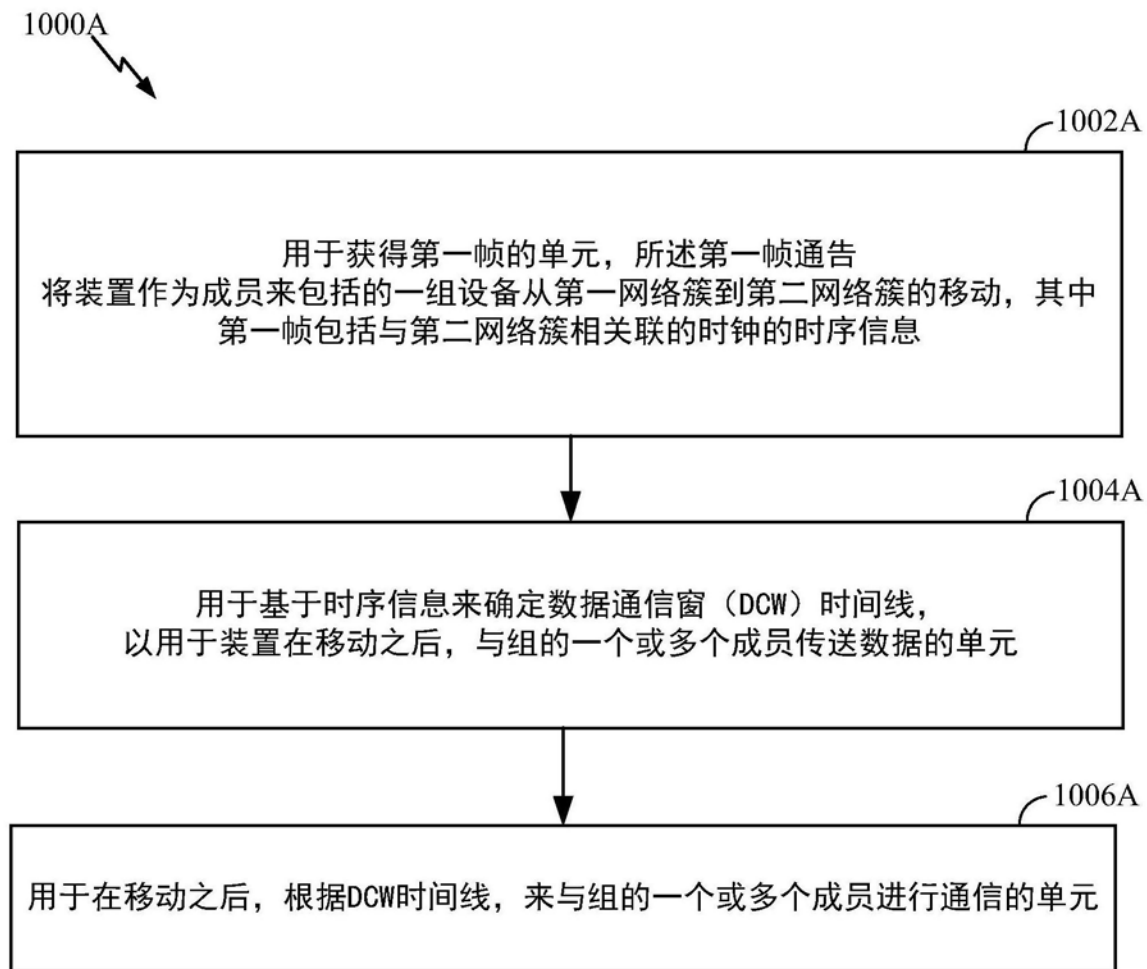 1000A
1002A
用于获得第一帧的单元，所述第一帧通告
将装置作为成员来包括的一组设备从第一网络簇到第二网络簇的移动，其中
第一帧包括与第二网络簇相关联的时钟的时序信息
1004A
用于基于时序信息来确定数据通信窗（DCW）时间线，
以用于装置在移动之后，与组的一个或多个成员传送数据的单元
1006A
用于在移动之后，根据DCW时间线，来与组的一个或多个成员进行通信的单元